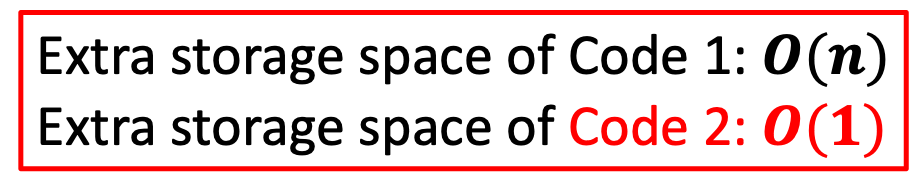 Extra storage space of Code 1: O(n)
Extra storage space of Code 2: O(1)